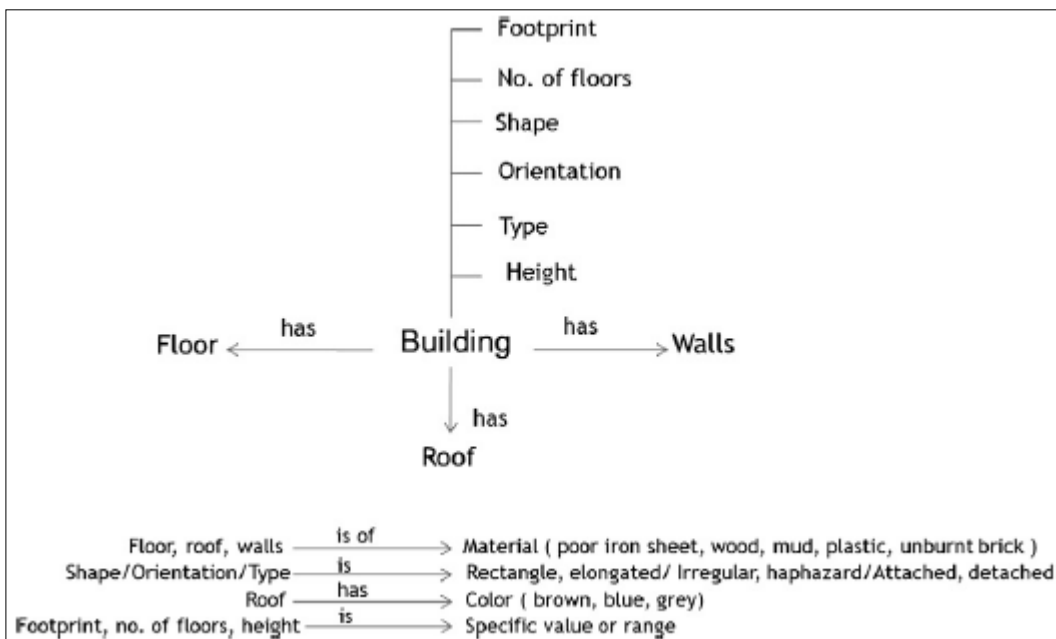 Footprint
No. of floors
Shape
Orientation
Type
Height
Floor has Building has Walls
has
Roof
Floor, roof, walls is of Material ( poor iron sheet, wood, mud, plastic, unburnt brick )
Shape/Orientation/Type is Rectangle, elongated/ Irregular, haphazard/Attached, detached
Roof has Color ( brown, blue, grey)
Footprint, no. of floors, height is Specific value or range